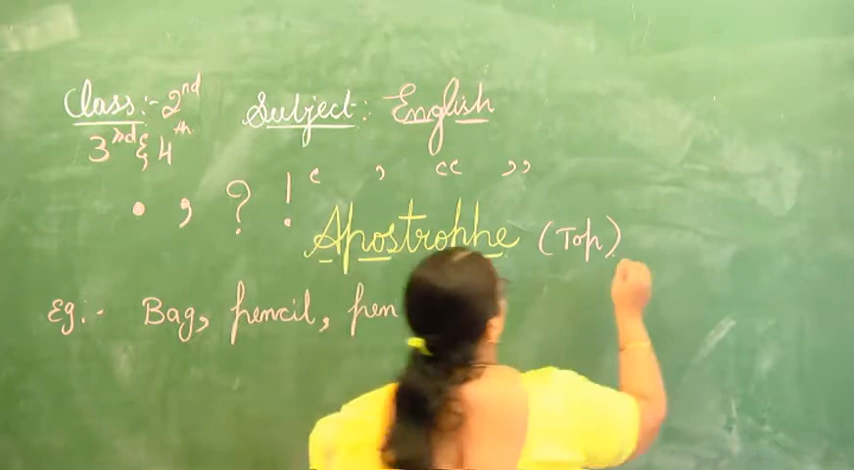 Class:- 2nd Subject: English
3rd & 4th
. , ? ! ‘ ’ “ ”
Apostrophe (Top)
Eg:- Bag, pencil, pen